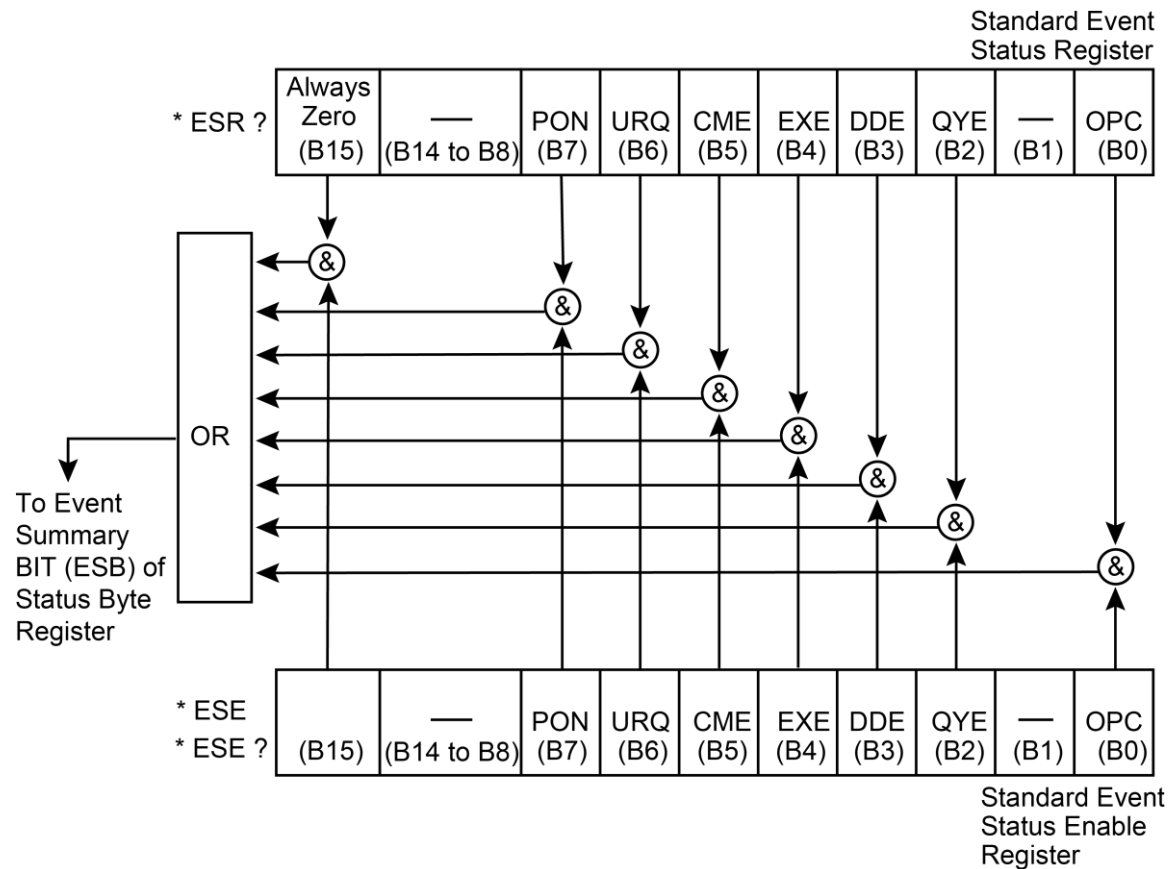 Standard Event
Status Register
* ESR ?
Always
Zero
(B15)
—
(B14 to B8)
PON
(B7)
URQ
(B6)
CME
(B5)
EXE
(B4)
DDE
(B3)
QYE
(B2)
—
(B1)
OPC
(B0)
&
&
&
&
&
&
&
&
OR
To Event
Summary
BIT (ESB) of
Status Byte
Register
* ESE
* ESE ?
(B15)
—
(B14 to B8)
PON
(B7)
URQ
(B6)
CME
(B5)
EXE
(B4)
DDE
(B3)
QYE
(B2)
—
(B1)
OPC
(B0)
Standard Event
Status Enable
Register